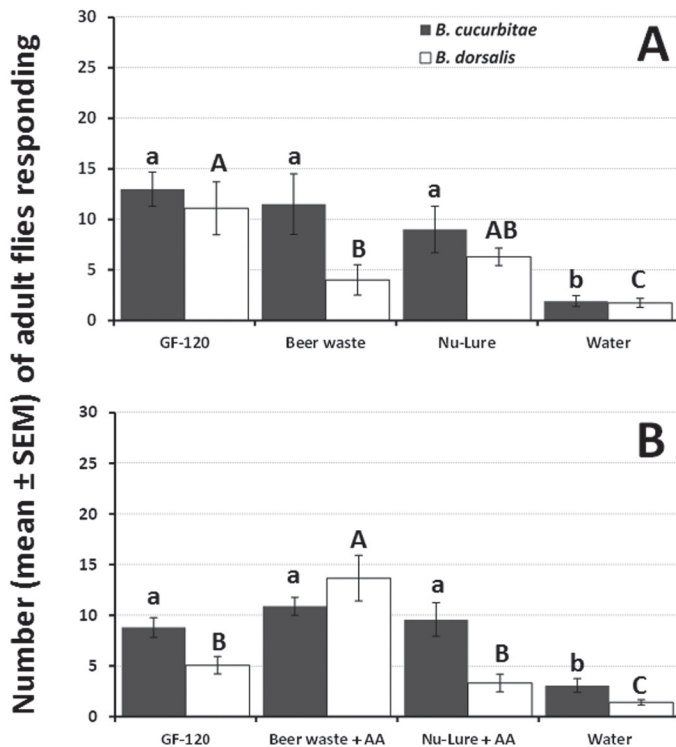 Number (mean ± SEM) of adult flies responding
30
25
20
15
10
5
0
B. cucurbitae
B. dorsalis
A
a
A
a
B
a
AB
b
C
GF-120
Beer waste
Nu-Lure
Water
30
25
20
15
10
5
0
B
a
B
a
A
a
B
b
C
GF-120
Beer waste + AA
Nu-Lure + AA
Water